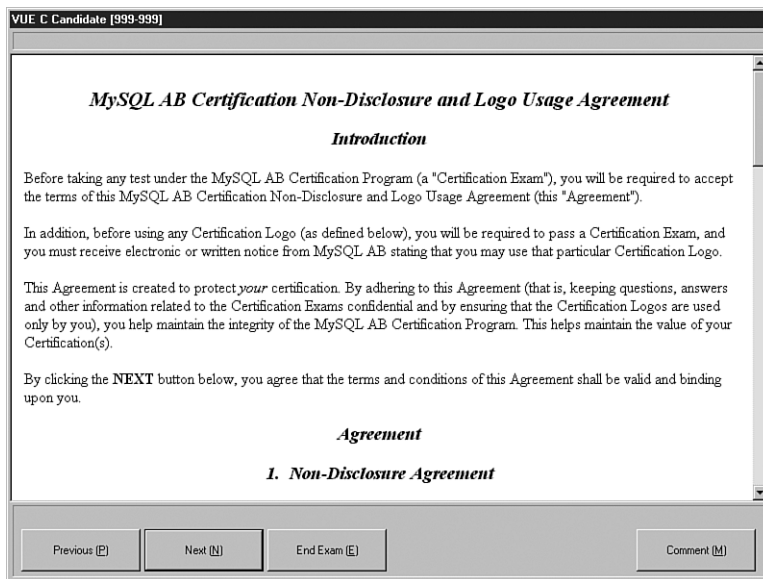 VUE C Candidate [999-999]
MySQL AB Certification Non-Disclosure and Logo Usage Agreement
Introduction
Before taking any test under the MySQL AB Certification Program (a "Certification Exam"), you will be required to accept
the terms of this MySQL AB Certification Non-Disclosure and Logo Usage Agreement (this "Agreement").
In addition, before using any Certification Logo (as defined below), you will be required to pass a Certification Exam, and
you must receive electronic or written notice from MySQL AB stating that you may use that particular Certification Logo.
This Agreement is created to protect your certification. By adhering to this Agreement (that is, keeping questions, answers
and other information related to the Certification Exams confidential and by ensuring that the Certification Logos are used
only by you), you help maintain the integrity of the MySQL AB Certification Program. This helps maintain the value of your
Certification(s).
By clicking the NEXT button below, you agree that the terms and conditions of this Agreement shall be valid and binding
upon you.
Agreement
1. Non-Disclosure Agreement
Previous (P) Next (N) End Exam (E) Comment (M)